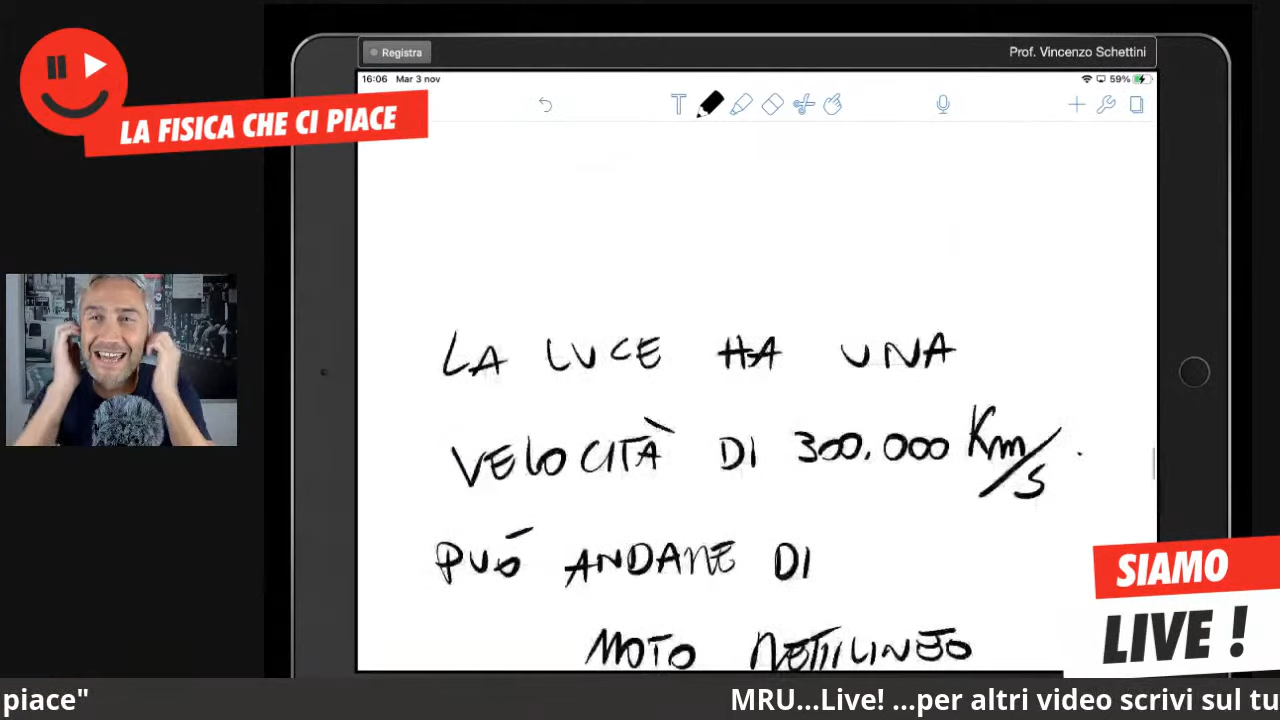 Registra
Prof. Vincenzo Schettini
16:06 Mar 3 nov
59%
LA FISICA CHE CI PIACE
LA LUCE HA UNA
VELOCITÀ DI 300.000 Km/s.
PUÓ ANDARE DI
MOTO RETTILINEO
SIAMO
LIVE !
piace" MRU...Live! ...per altri video scrivi sul tu